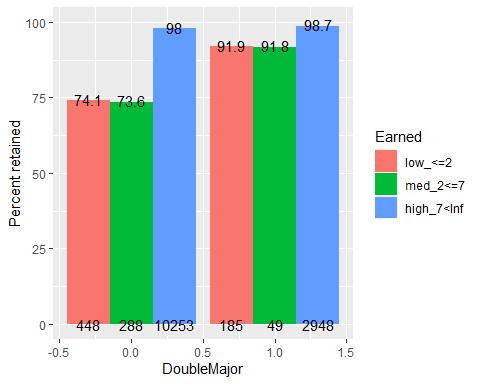 100
75
50
25
0
Percent retained
74.1 73.6 98 91.9 91.8 98.7
448 288 10253 185 49 2948
-0.5 0.0 0.5 1.0 1.5
DoubleMajor
Earned
low_<=2
med_2<=7
high_7<Inf